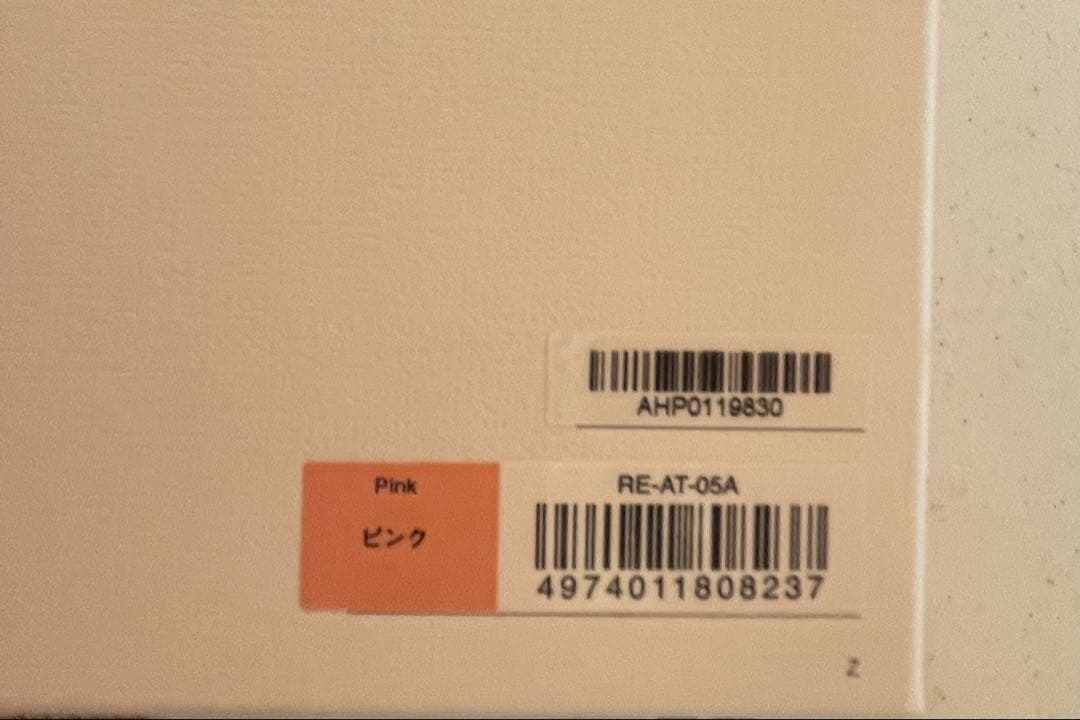 AHP0119830
Pink
ピンク
RE-AT-05A
4974011808237
Z